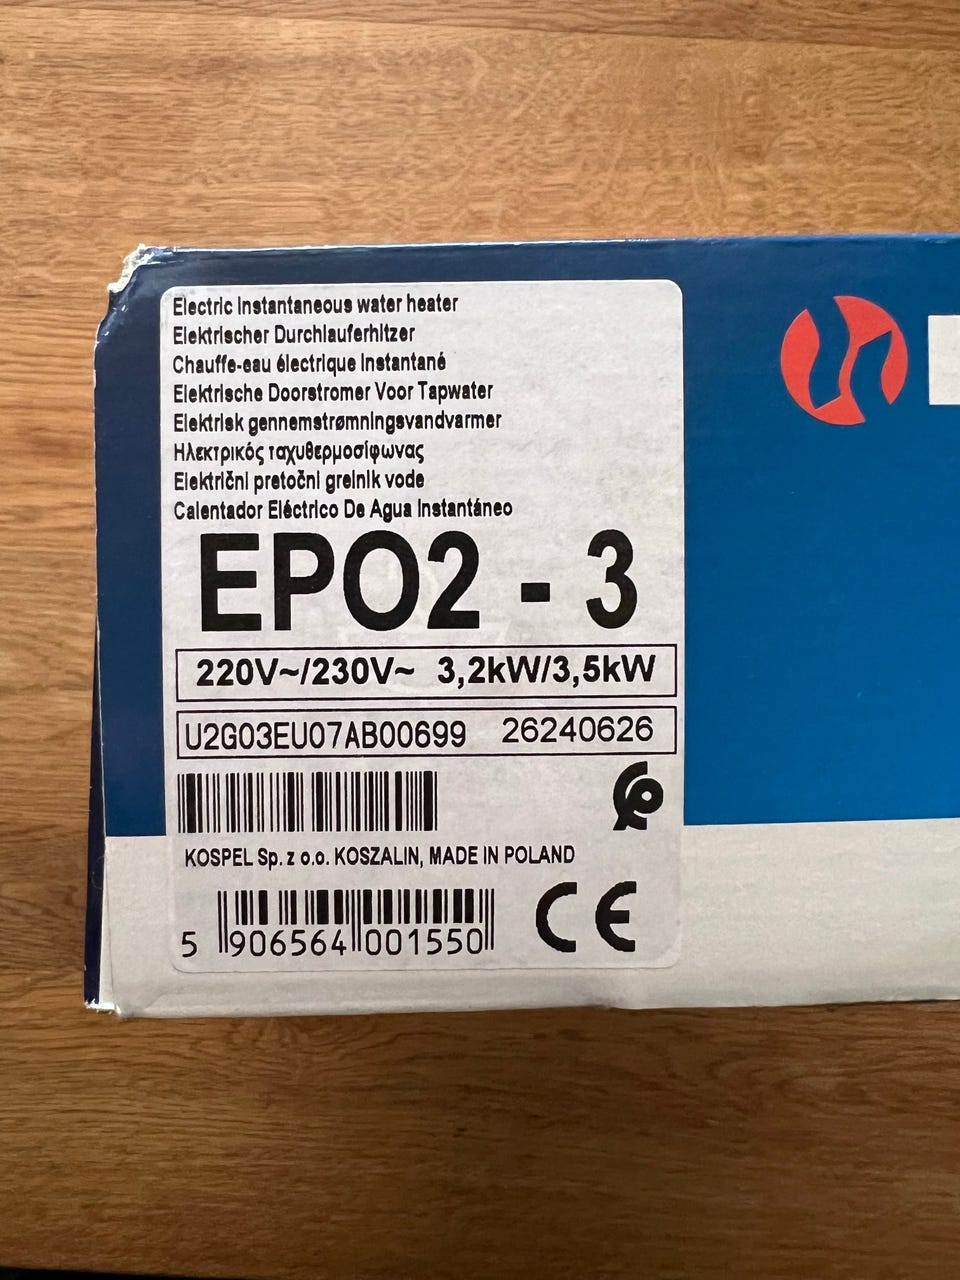 Electric Instantaneous water heater
Elektrischer Durchlauferhitzer
Chauffe-eau électrique Instantané
Elektrische Doorstromer Voor Tapwater
Elektrisk gennemstrømningsvandvarmer
Ηλεκτρικός ταχυθερμοσίφωνας
Električni pretočni grelnik vode
Calentador Eléctrico De Agua Instantáneo
EPO2 - 3
220V~/230V~ 3,2kW/3,5kW
U2G03EU07AB00699 26240626
KOSPEL Sp. z o.o. KOSZALIN, MADE IN POLAND
5 906564 001550
CE